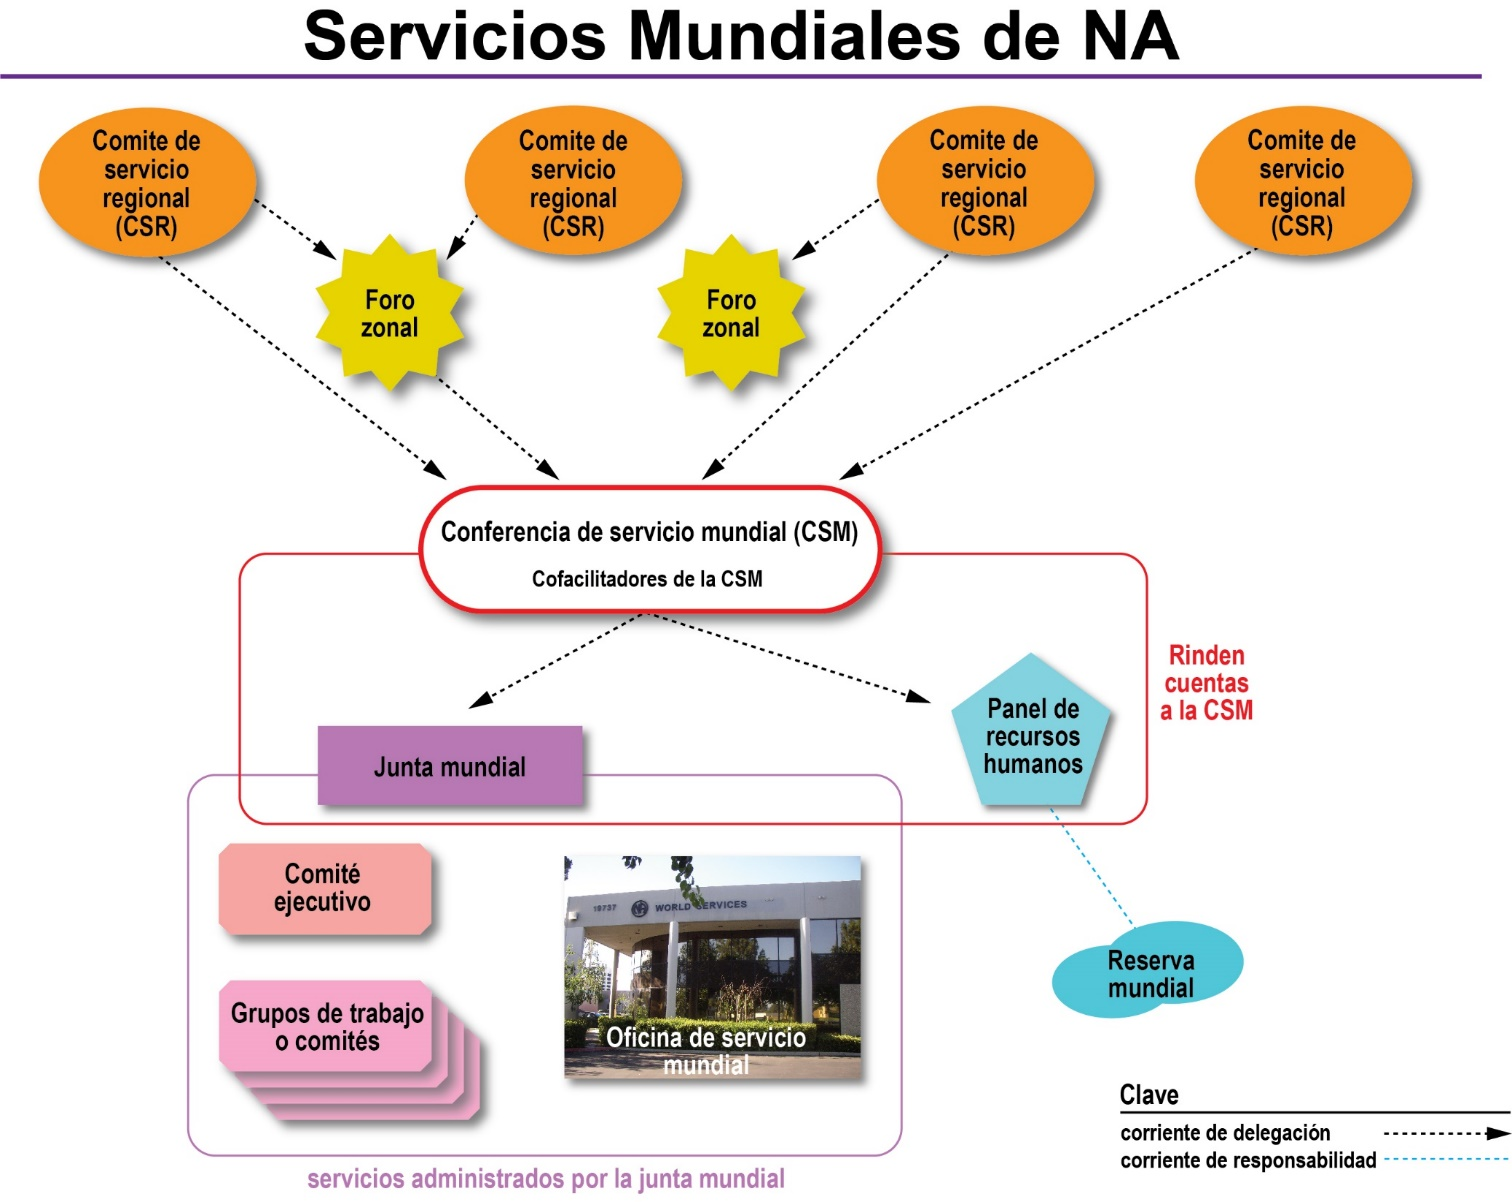 Servicios Mundiales de NA
Comite de
servicio
regional
(CSR)
Comite de
servicio
regional
(CSR)
Comite de
servicio
regional
(CSR)
Comite de
servicio
regional
(CSR)
Foro
zonal
Foro
zonal
Conferencia de servicio mundial (CSM)
Cofacilitadores de la CSM
Rinden
cuentas
a la CSM
Panel de
recursos
humanos
Junta mundial
Comité
ejecutivo
19737 WORLD SERVICES
Grupos de trabajo
o comités
Oficina de servicio
mundial
Reserva
mundial
Clave
corriente de delegación
corriente de responsabilidad
servicios administrados por la junta mundial